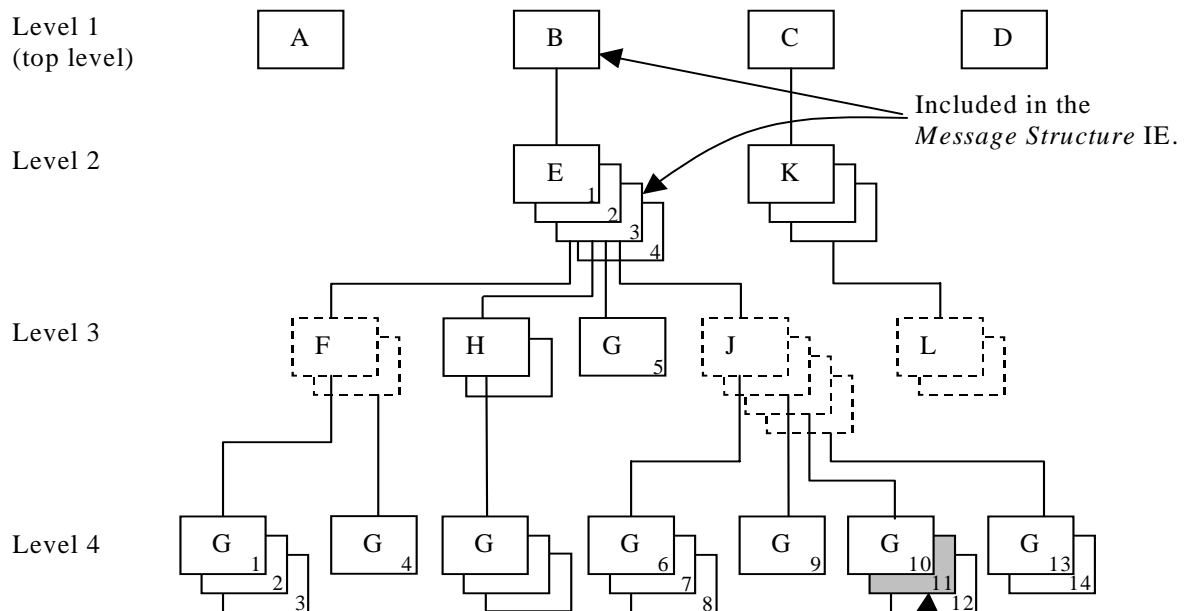 Level 1
(top level)
A
B
C
D
Included in the
Message Structure IE.
Level 2
E
1
2
3
4
K
Level 3
F
H
G
5
J
L
Level 4
G
1
2
3
G
4
G
G
6
7
8
G
9
G
10
11
12
G
13
14